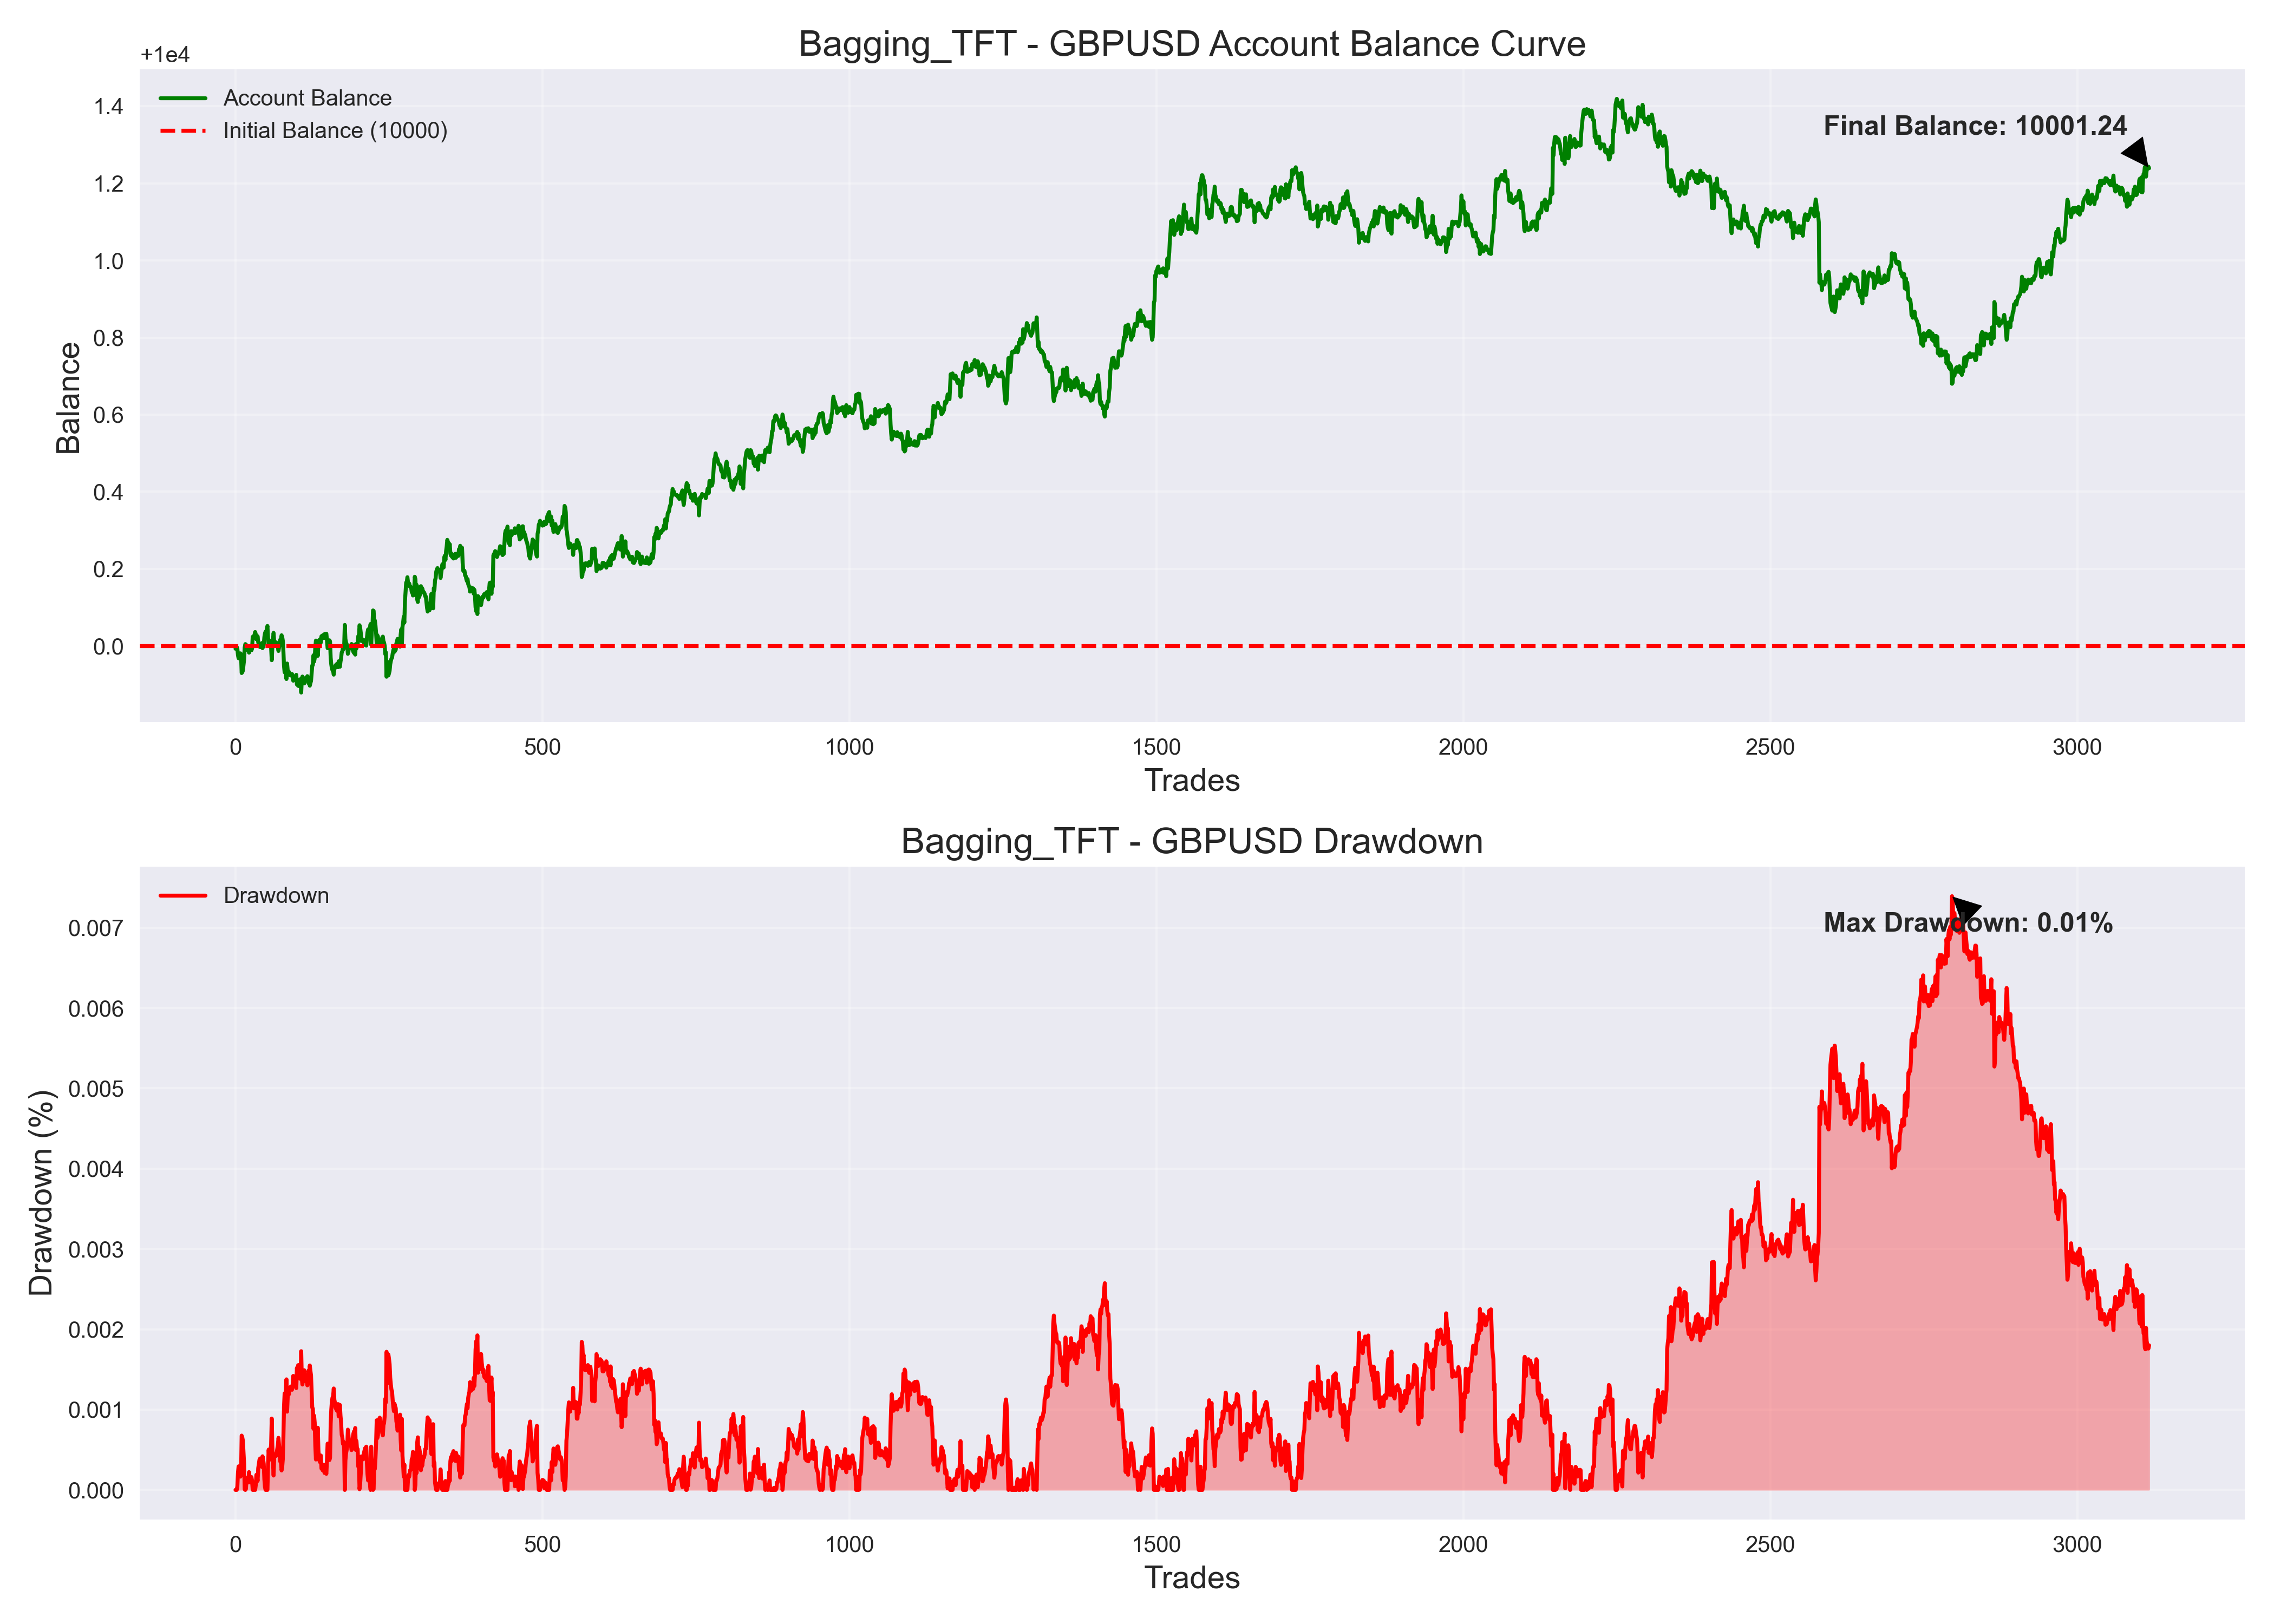 Bagging_TFT - GBPUSD Account Balance Curve
+1e4
Account Balance
Initial Balance (10000)
Final Balance: 10001.24
1.4
1.2
1.0
0.8
0.6
0.4
0.2
0.0
Balance
0 500 1000 1500 2000 2500 3000
Trades
Bagging_TFT - GBPUSD Drawdown
Drawdown
Max Drawdown: 0.01%
0.007
0.006
0.005
0.004
0.003
0.002
0.001
0.000
Drawdown (%)
0 500 1000 1500 2000 2500 3000
Trades